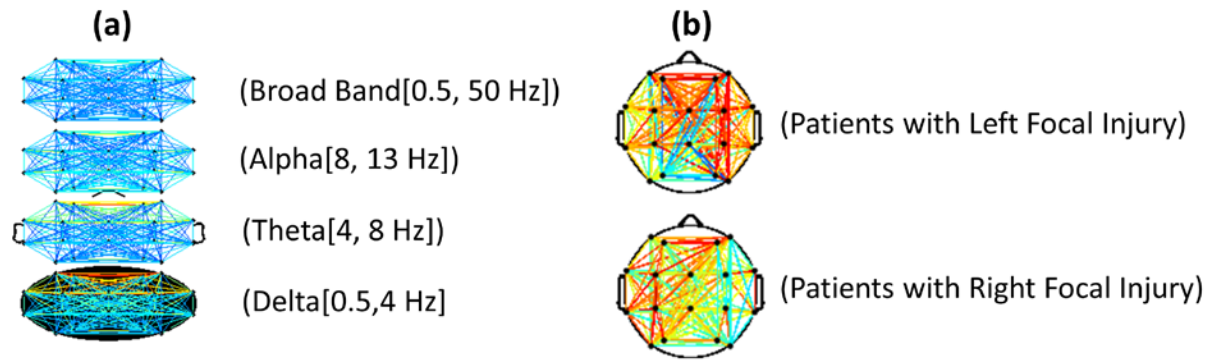 (a)
(Broad Band[0.5, 50 Hz])
(Alpha[8, 13 Hz])
(Theta[4, 8 Hz])
(Delta[0.5,4 Hz]
(b)
(Patients with Left Focal Injury)
(Patients with Right Focal Injury)